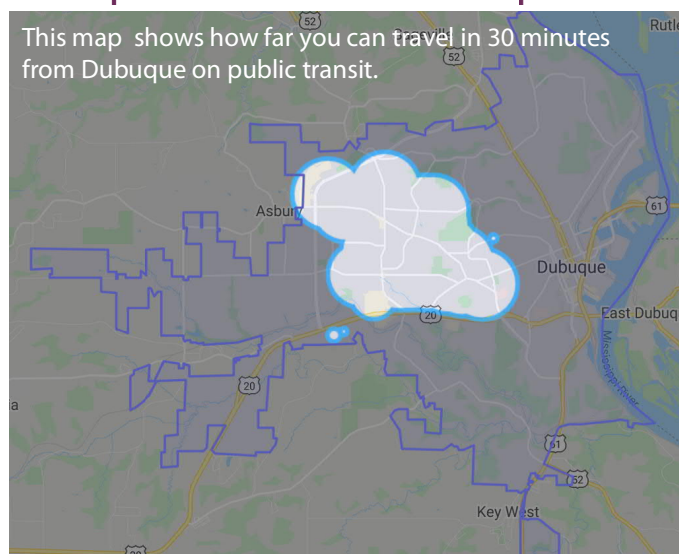 This map  shows how far you can travel in 30 minutes
from Dubuque on public transit.
52
52
61
Asbury
Dubuque
20
East Dubuq
Mississippi River
20
61
52
Key West
20